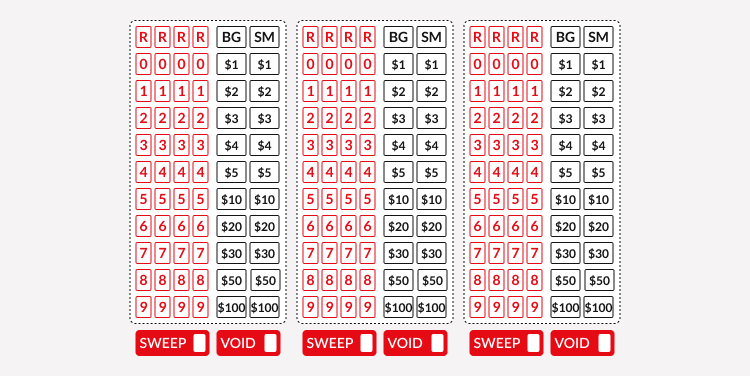 R R R R BG SM R R R R BG SM R R R R BG SM
0 0 0 0 $1 $1 0 0 0 0 $1 $1 0 0 0 0 $1 $1
1 1 1 1 $2 $2 1 1 1 1 $2 $2 1 1 1 1 $2 $2
2 2 2 2 $3 $3 2 2 2 2 $3 $3 2 2 2 2 $3 $3
3 3 3 3 $4 $4 3 3 3 3 $4 $4 3 3 3 3 $4 $4
4 4 4 4 $5 $5 4 4 4 4 $5 $5 4 4 4 4 $5 $5
5 5 5 5 $10 $10 5 5 5 5 $10 $10 5 5 5 5 $10 $10
6 6 6 6 $20 $20 6 6 6 6 $20 $20 6 6 6 6 $20 $20
7 7 7 7 $30 $30 7 7 7 7 $30 $30 7 7 7 7 $30 $30
8 8 8 8 $50 $50 8 8 8 8 $50 $50 8 8 8 8 $50 $50
9 9 9 9 $100 $100 9 9 9 9 $100 $100 9 9 9 9 $100 $100
SWEEP VOID SWEEP VOID SWEEP VOID